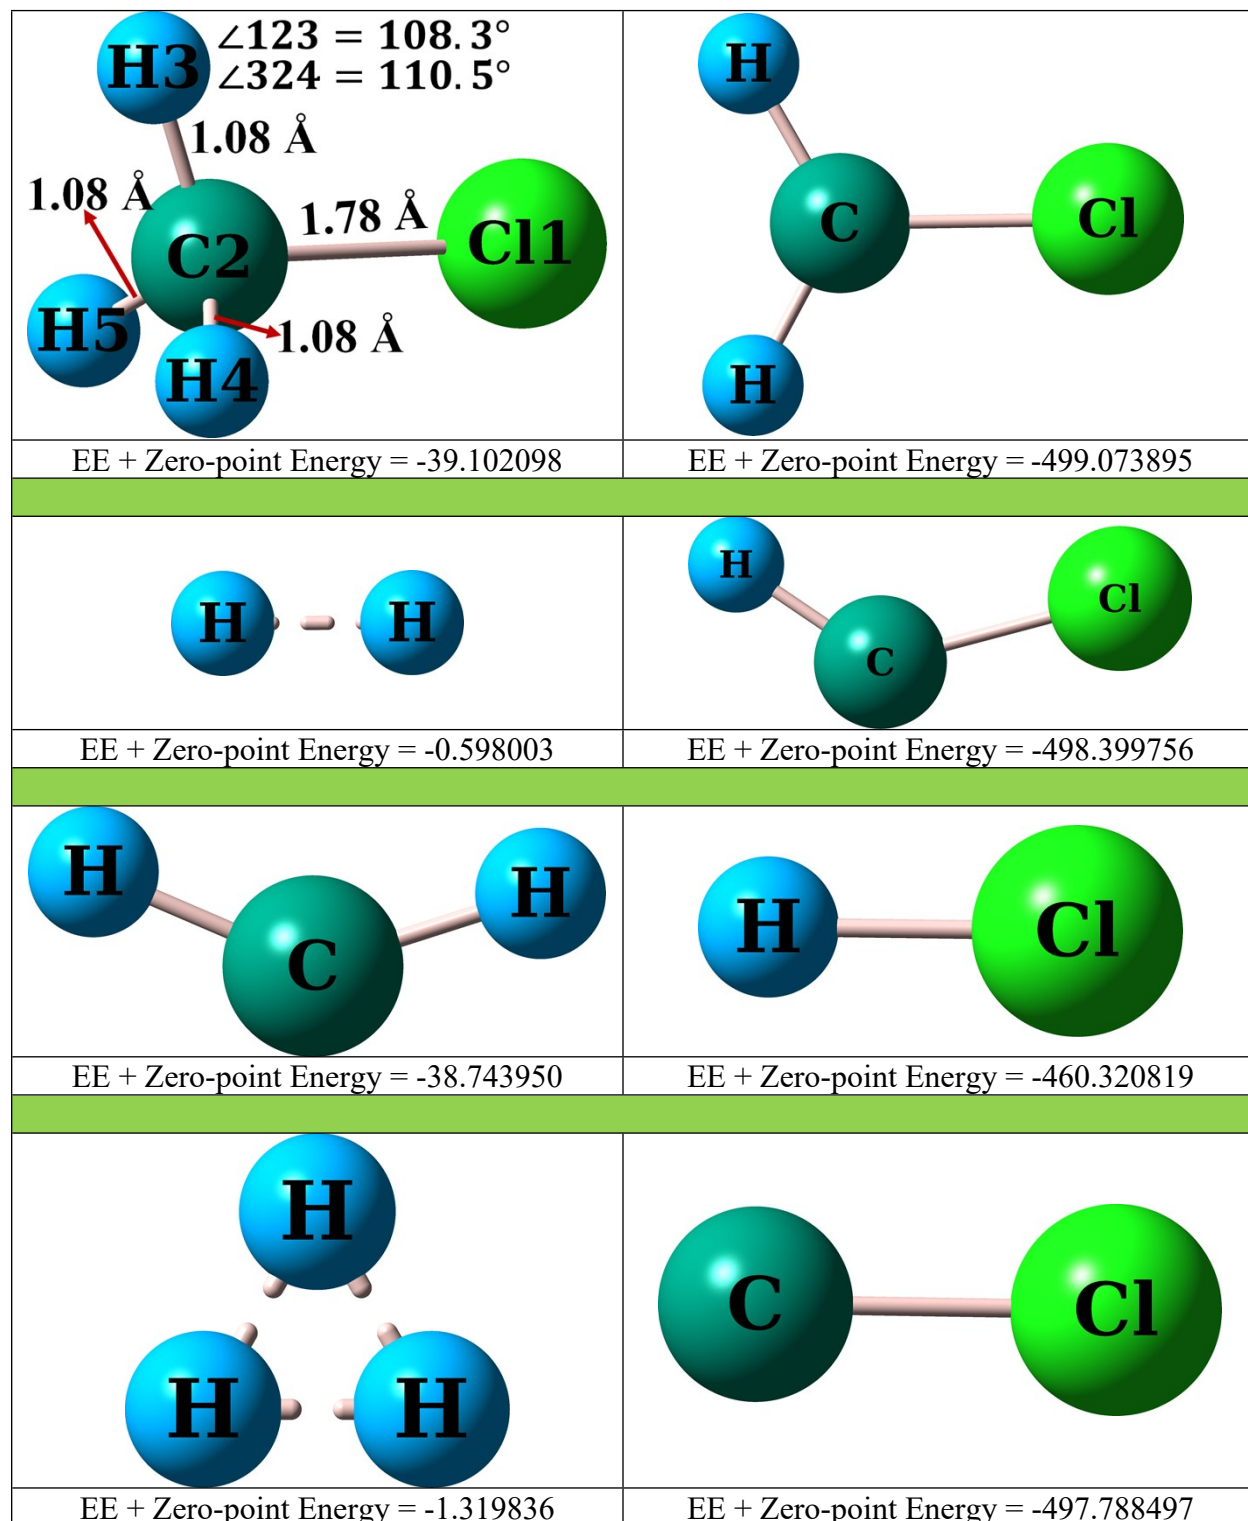 H3 ∠123 = 108.3°
∠324 = 110.5°
1.08 Å
1.08 Å
1.78 Å
C2
Cl1
H5
1.08 Å
H4
H
C
Cl
H
EE + Zero-point Energy = -39.102098
EE + Zero-point Energy = -499.073895
H H
H
Cl
C
EE + Zero-point Energy = -0.598003
EE + Zero-point Energy = -498.399756
H
H
C
H Cl
EE + Zero-point Energy = -38.743950
EE + Zero-point Energy = -460.320819
H
H H
C Cl
EE + Zero-point Energy = -1.319836
EE + Zero-point Energy = -497.788497